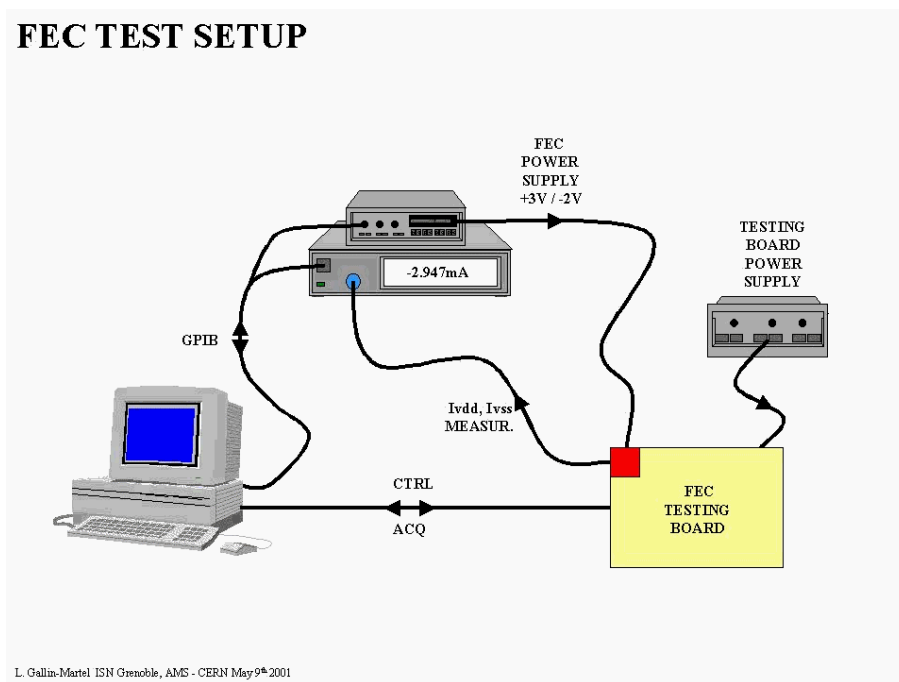 FEC TEST SETUP
FEC
POWER
SUPPLY
+3V / -2V
TESTING
BOARD
POWER
SUPPLY
-2.947mA
GPIB
Ivdd, Ivss
MEASUR.
CTRL
ACQ
FEC
TESTING
BOARD
L. Gallin-Martel ISN Grenoble, AMS - CERN May 9th 2001